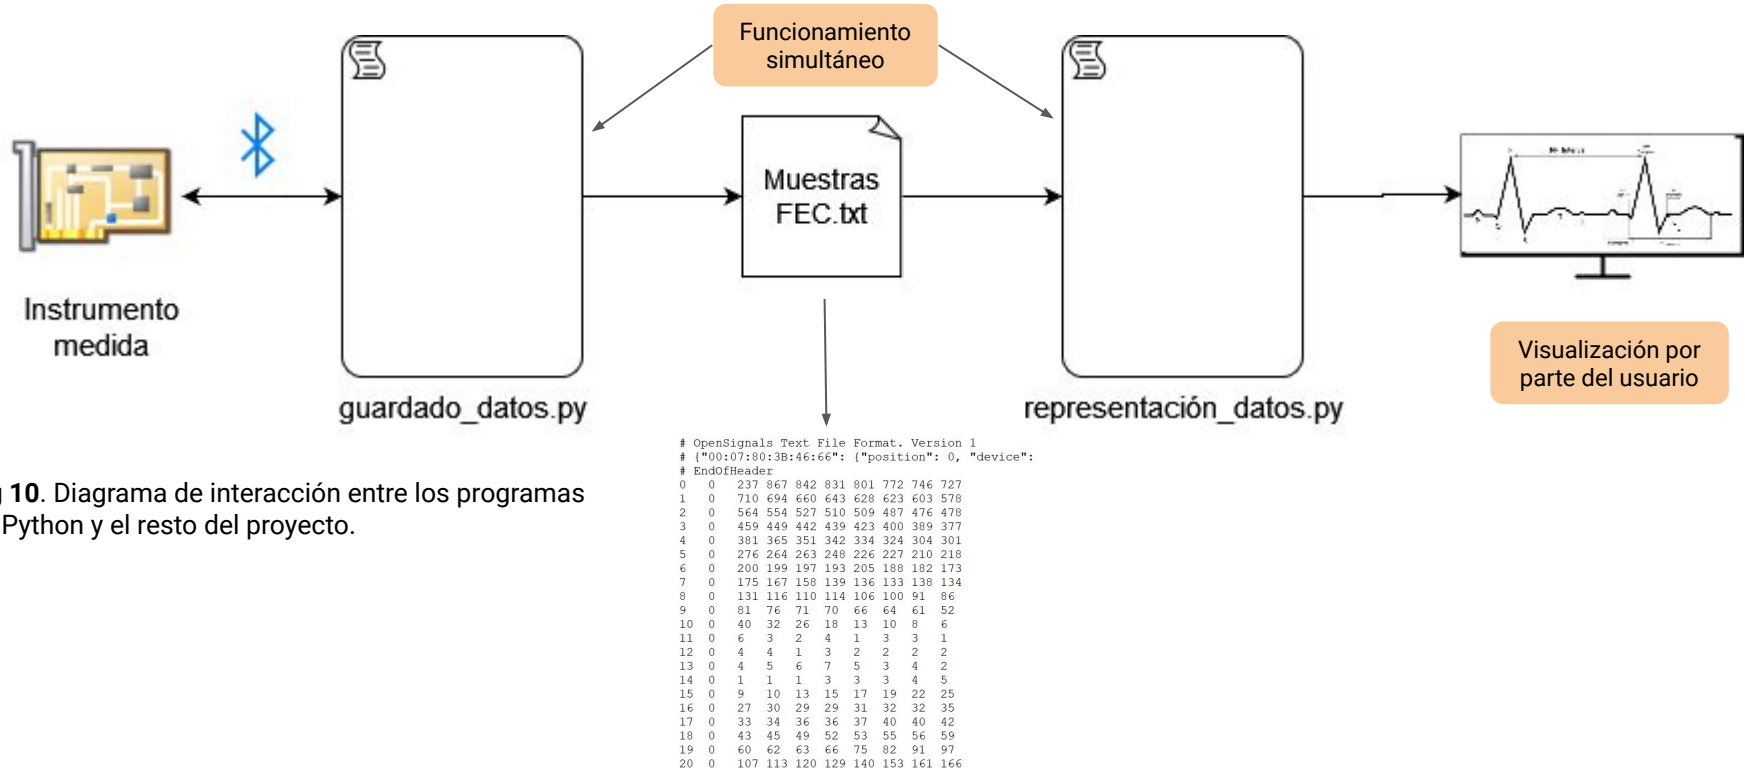 Funcionamiento
simultáneo
Muestras
FEC.txt
Instrumento
medida
guardado_datos.py
representación_datos.py
Visualización por
parte del usuario
10. Diagrama de interacción entre los programas
Python y el resto del proyecto.
# OpenSignals Text File Format. Version 1
# {"00:07:80:3B:46:66": {"position": 0, "device":
# EndOfHeader
0 0 237 867 842 831 801 772 746 727
1 0 710 694 660 643 628 623 603 578
2 0 564 554 527 510 509 487 476 478
3 0 459 449 442 439 423 400 389 377
4 0 381 365 351 342 334 324 304 301
5 0 276 264 263 248 226 227 210 218
6 0 200 199 197 193 205 188 182 173
7 0 175 167 158 139 136 133 138 134
8 0 131 116 110 114 106 100 91 86
9 0 81 76 71 70 66 64 61 52
10 0 40 32 26 18 13 10 8 6
11 0 6 3 2 4 1 3 3 1
12 0 4 4 1 3 2 2 2 2
13 0 4 5 6 7 5 3 4 2
14 0 1 1 1 3 3 3 4 5
15 0 9 10 13 15 17 19 22 25
16 0 27 30 29 29 31 32 32 35
17 0 33 34 36 36 37 40 40 42
18 0 43 45 49 52 53 55 56 59
19 0 60 62 63 66 75 82 91 97
20 0 107 113 120 129 140 153 161 166